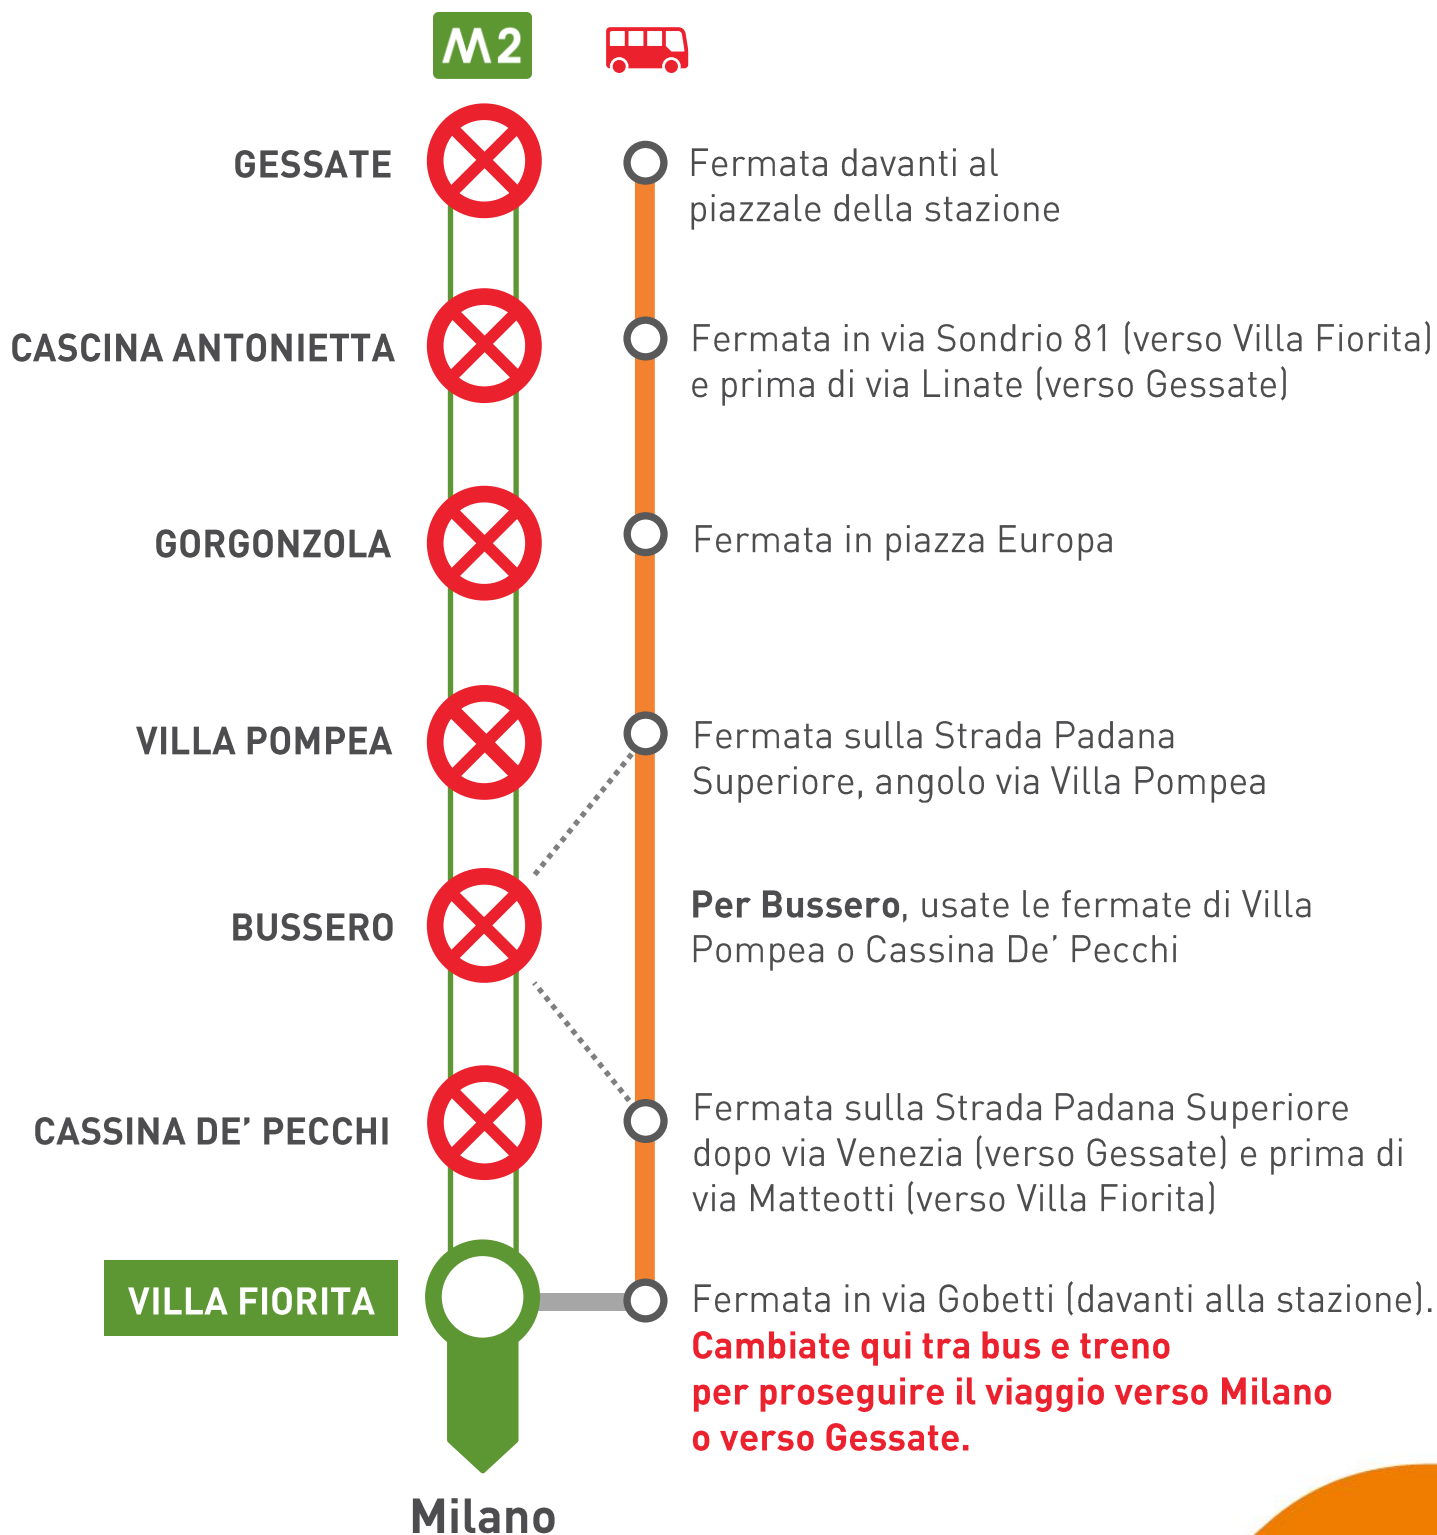 M2
GESSATE
Fermata davanti al
piazzale della stazione
CASCINA ANTONIETTA
Fermata in via Sondrio 81 (verso Villa Fiorita)
e prima di via Linate (verso Gessate)
GORGONZOLA
Fermata in piazza Europa
VILLA POMPEA
Fermata sulla Strada Padana
Superiore, angolo via Villa Pompea
BUSSERO
Per Bussero, usate le fermate di Villa
Pompea o Cassina De’ Pecchi
CASSINA DE’ PECCHI
Fermata sulla Strada Padana Superiore
dopo via Venezia (verso Gessate) e prima di
via Matteotti (verso Villa Fiorita)
VILLA FIORITA
Fermata in via Gobetti (davanti alla stazione).
Cambiate qui tra bus e treno
per proseguire il viaggio verso Milano
o verso Gessate.
Milano